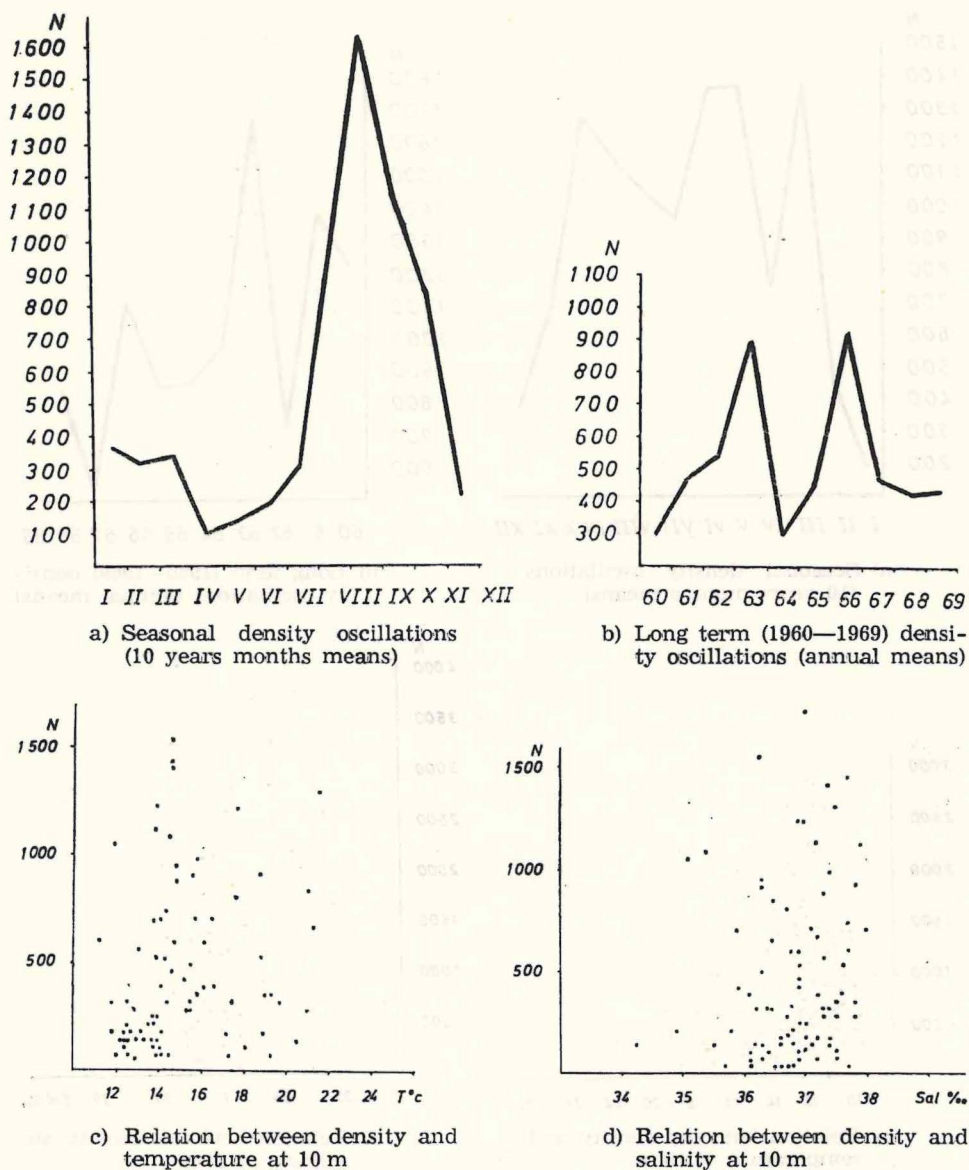 N
1600
1500
1400
1300
1200
1100
1000
900
800
700
600
500
400
300
200
100
I II III IV V VI VII VIII IX X XI XII
a) Seasonal density oscillations
(10 years months means)
N
1100
1000
900
800
700
600
500
400
300
60 61 62 63 64 65 66 67 68 69
b) Long term (1960—1969) densi-
ty oscillations (annual means)
N
1500
1000
500
12 14 16 18 20 22 24 T°c
c) Relation between density and
temperature at 10 m
N
1500
1000
500
34 35 36 37 38 Sal ‰
d) Relation between density and
salinity at 10 m